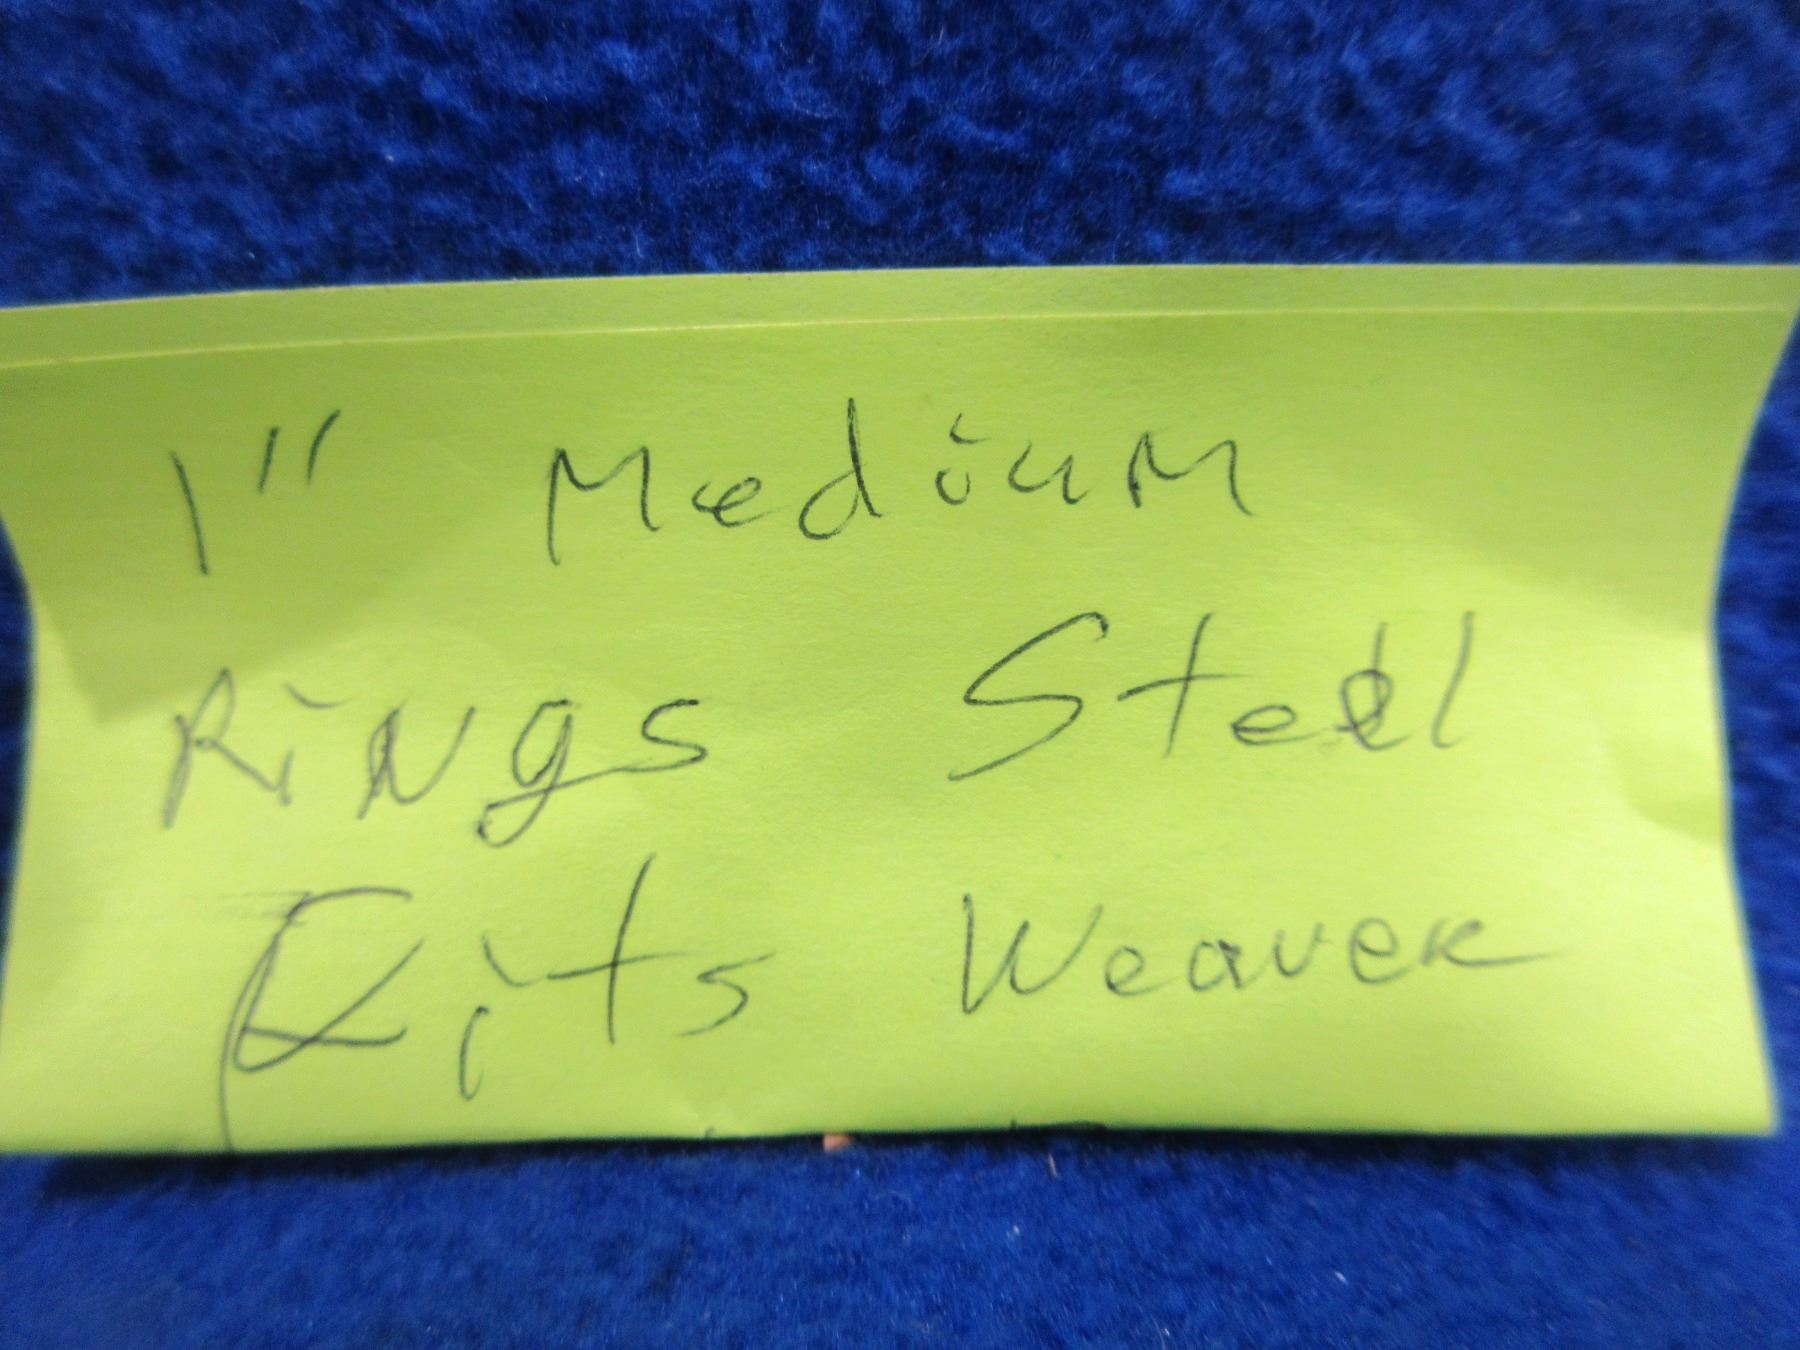 1" Medium
Rings Steel
Fits Weaver